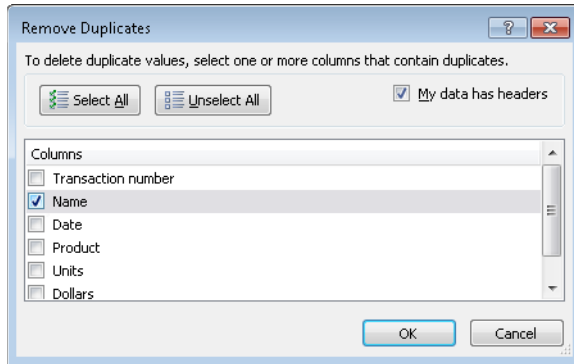 Remove Duplicates
To delete duplicate values, select one or more columns that contain duplicates.
Select All
Unselect All
My data has headers
Columns
Transaction number
Name
Date
Product
Units
Dollars
OK
Cancel